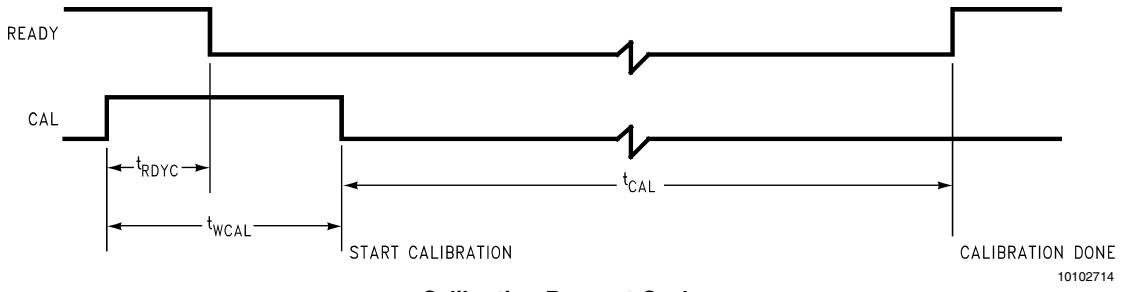 READY
CAL
tRDYC
tCAL
tWCAL
START CALIBRATION
CALIBRATION DONE
10102714